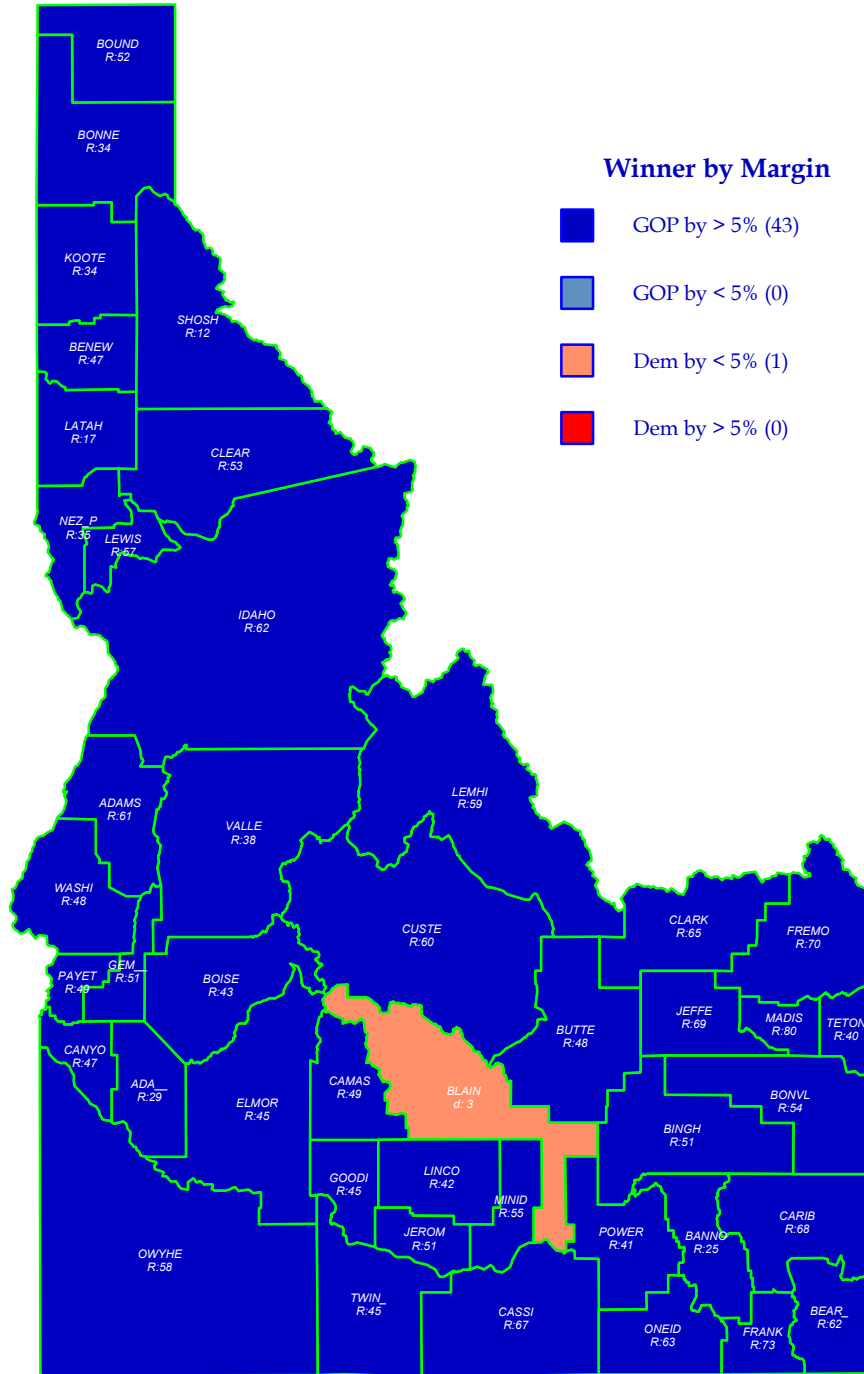 BOUND
R:52
BONNE
R:34
Winner by Margin
GOP by > 5% (43)
GOP by < 5% (0)
Dem by < 5% (1)
Dem by > 5% (0)
KOOTE
R:34
SHOSH
R:12
BENEW
R:47
LATAH
R:17
CLEAR
R:53
NEZ_P
R:35
LEWIS
R:57
IDAHO
R:62
ADAMS
R:61
VALLE
R:38
LEMHI
R:59
WASHI
R:48
CUSTE
R:60
CLARK
R:65
FREMO
R:70
PAYET
R:49
GEM__
R:51
BOISE
R:43
BUTTE
R:48
JEFFE
R:69
MADIS
R:80
TETON
R:40
CANYO
R:47
ADA__
R:29
ELMOR
R:45
CAMAS
R:49
BLAIN
d: 3
BONVL
R:54
BINGH
R:51
GOODI
R:45
LINCO
R:42
MINID
R:55
JEROM
R:51
POWER
R:41
BANNO
R:25
CARIB
R:68
OWYHE
R:58
TWIN_
R:45
CASSI
R:67
ONEID
R:63
FRANK
R:73
BEAR_
R:62